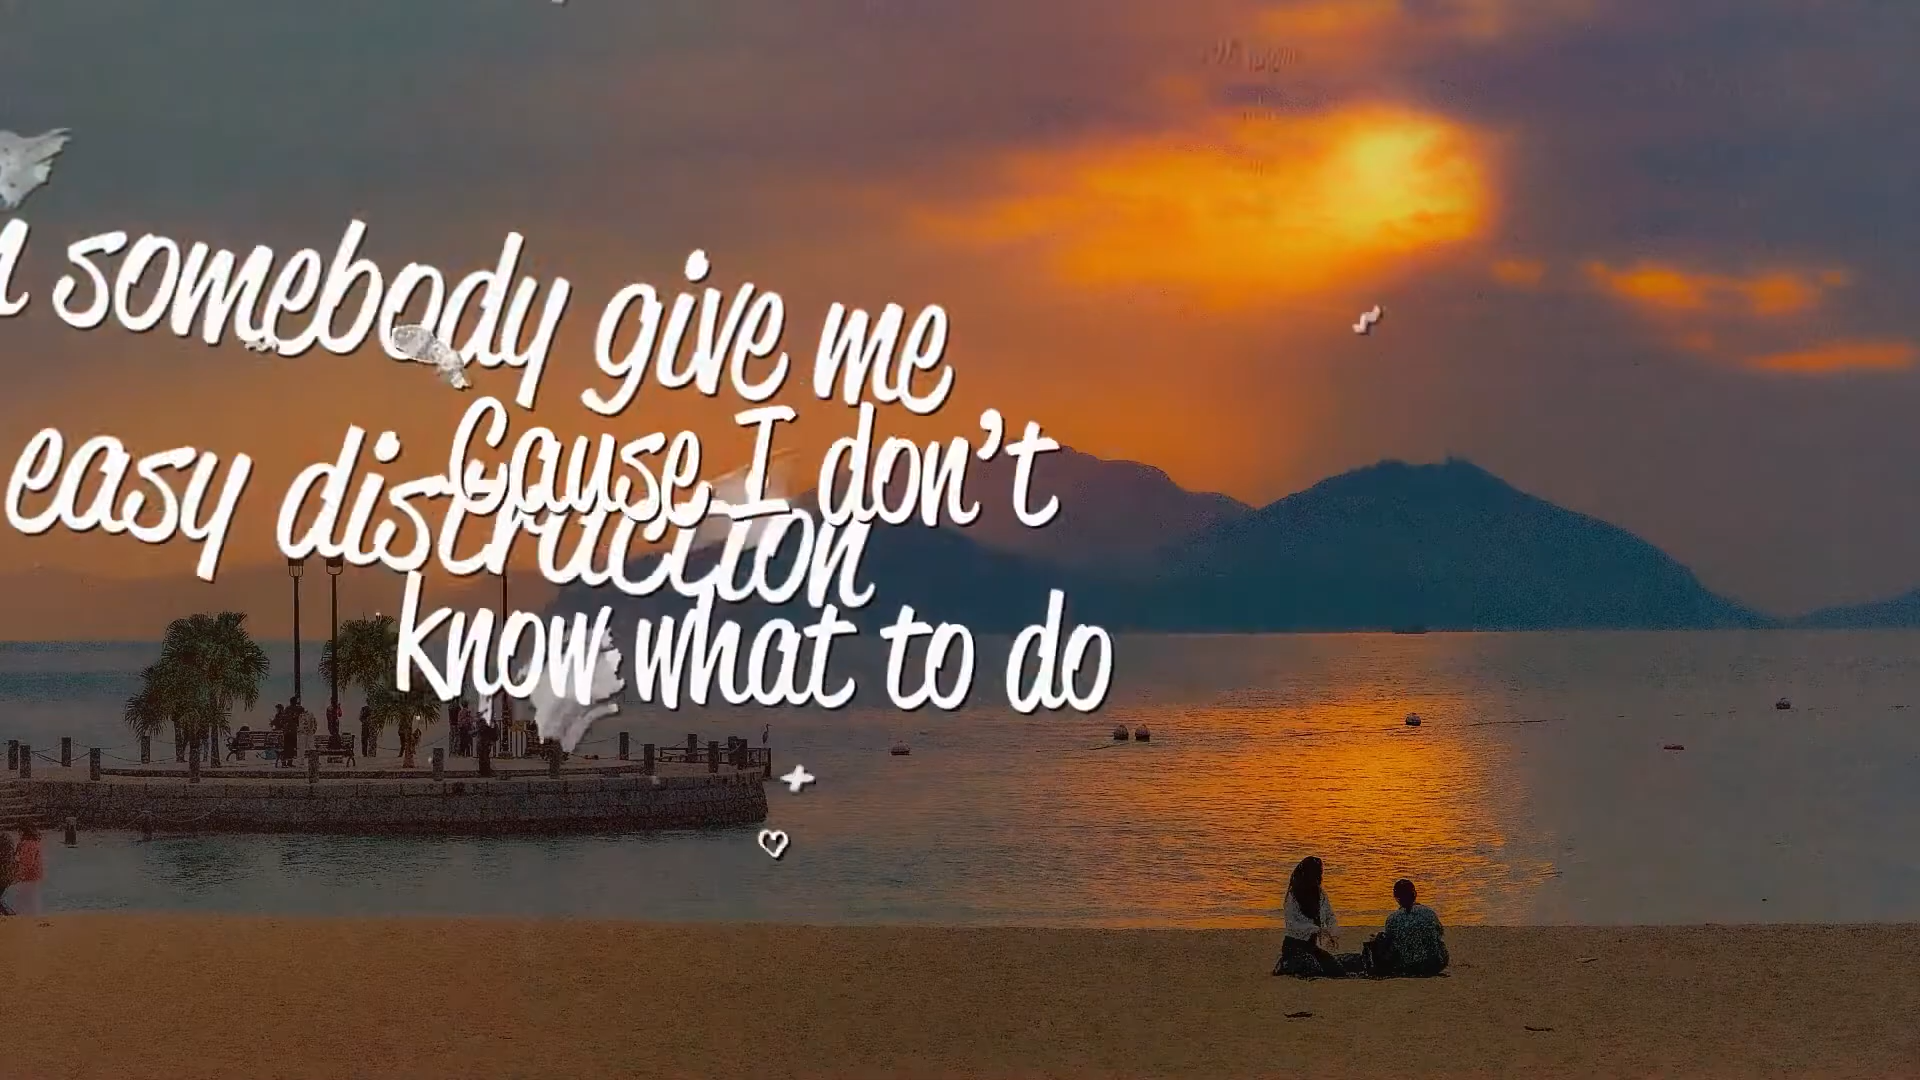 somebody give me
easy distraction
Cause I don't
know what to do